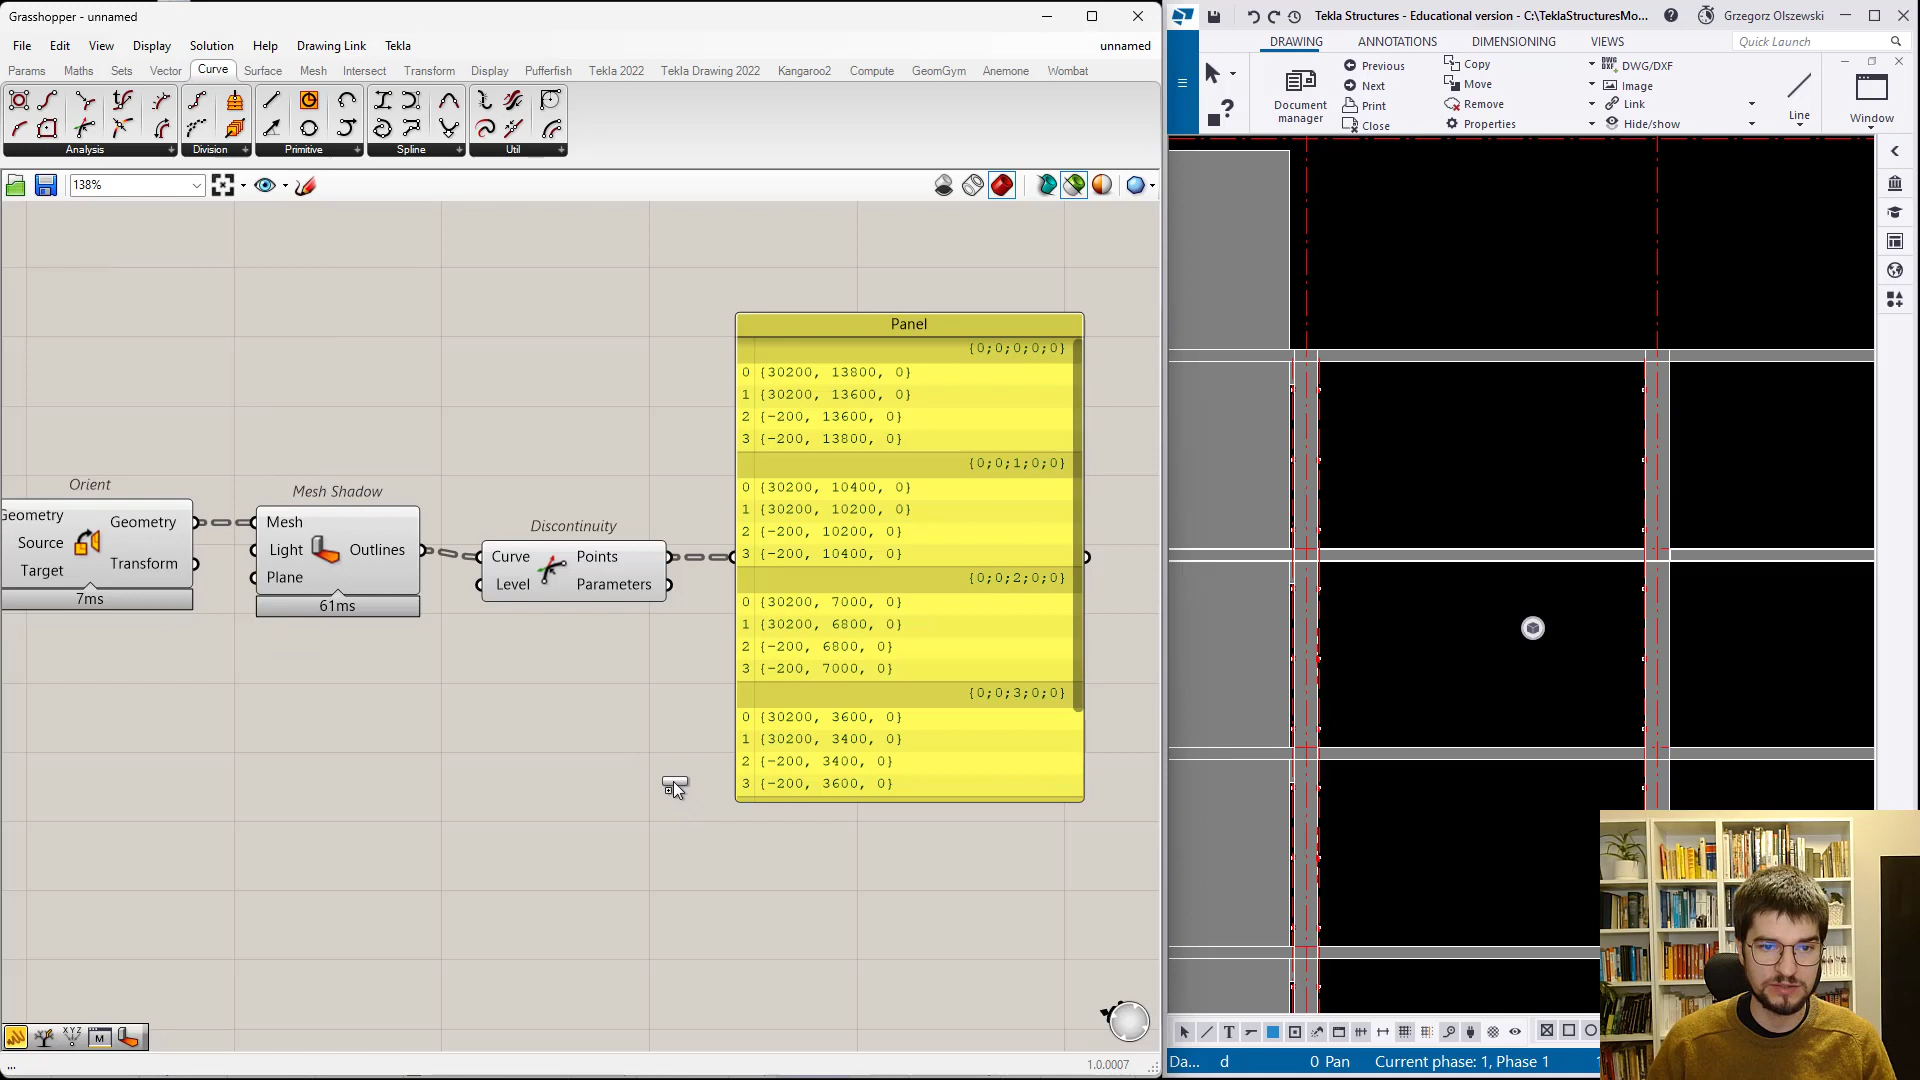 Grasshopper - unnamed
File Edit View Display Solution Help Drawing Link Tekla
unnamed
Params Maths Sets Vector Curve Surface Mesh Intersect Transform Display Pufferfish Tekla 2022 Tekla Drawing 2022 Kangaroo2 Compute GeomGym Anemone Wombat
Analysis Division Primitive Spline Util
138%
Orient
Geometry Geometry
Source
Transform
Target
7ms
Mesh Shadow
Mesh
Light Outlines
Plane
61ms
Discontinuity
Curve Points
Level Parameters
Panel
{0;0;0;0;0}
0 {30200, 13800, 0}
1 {30200, 13600, 0}
2 {-200, 13600, 0}
3 {-200, 13800, 0}
{0;0;1;0;0}
0 {30200, 10400, 0}
1 {30200, 10200, 0}
2 {-200, 10200, 0}
3 {-200, 10400, 0}
{0;0;2;0;0}
0 {30200, 7000, 0}
1 {30200, 6800, 0}
2 {-200, 6800, 0}
3 {-200, 7000, 0}
{0;0;3;0;0}
0 {30200, 3600, 0}
1 {30200, 3400, 0}
2 {-200, 3400, 0}
3 {-200, 3600, 0}
XYZ
M
...
1.0.0007
Tekla Structures - Educational version - C:\TeklaStructuresMo...
Grzegorz Olszewski
DRAWING ANNOTATIONS DIMENSIONING VIEWS
Quick Launch
Document manager
Previous
Next
Print
Close
Copy
Move
Remove
Properties
DWG/DXF
Image
Link
Hide/show
Line
Window
Da... d 0 Pan Current phase: 1, Phase 1